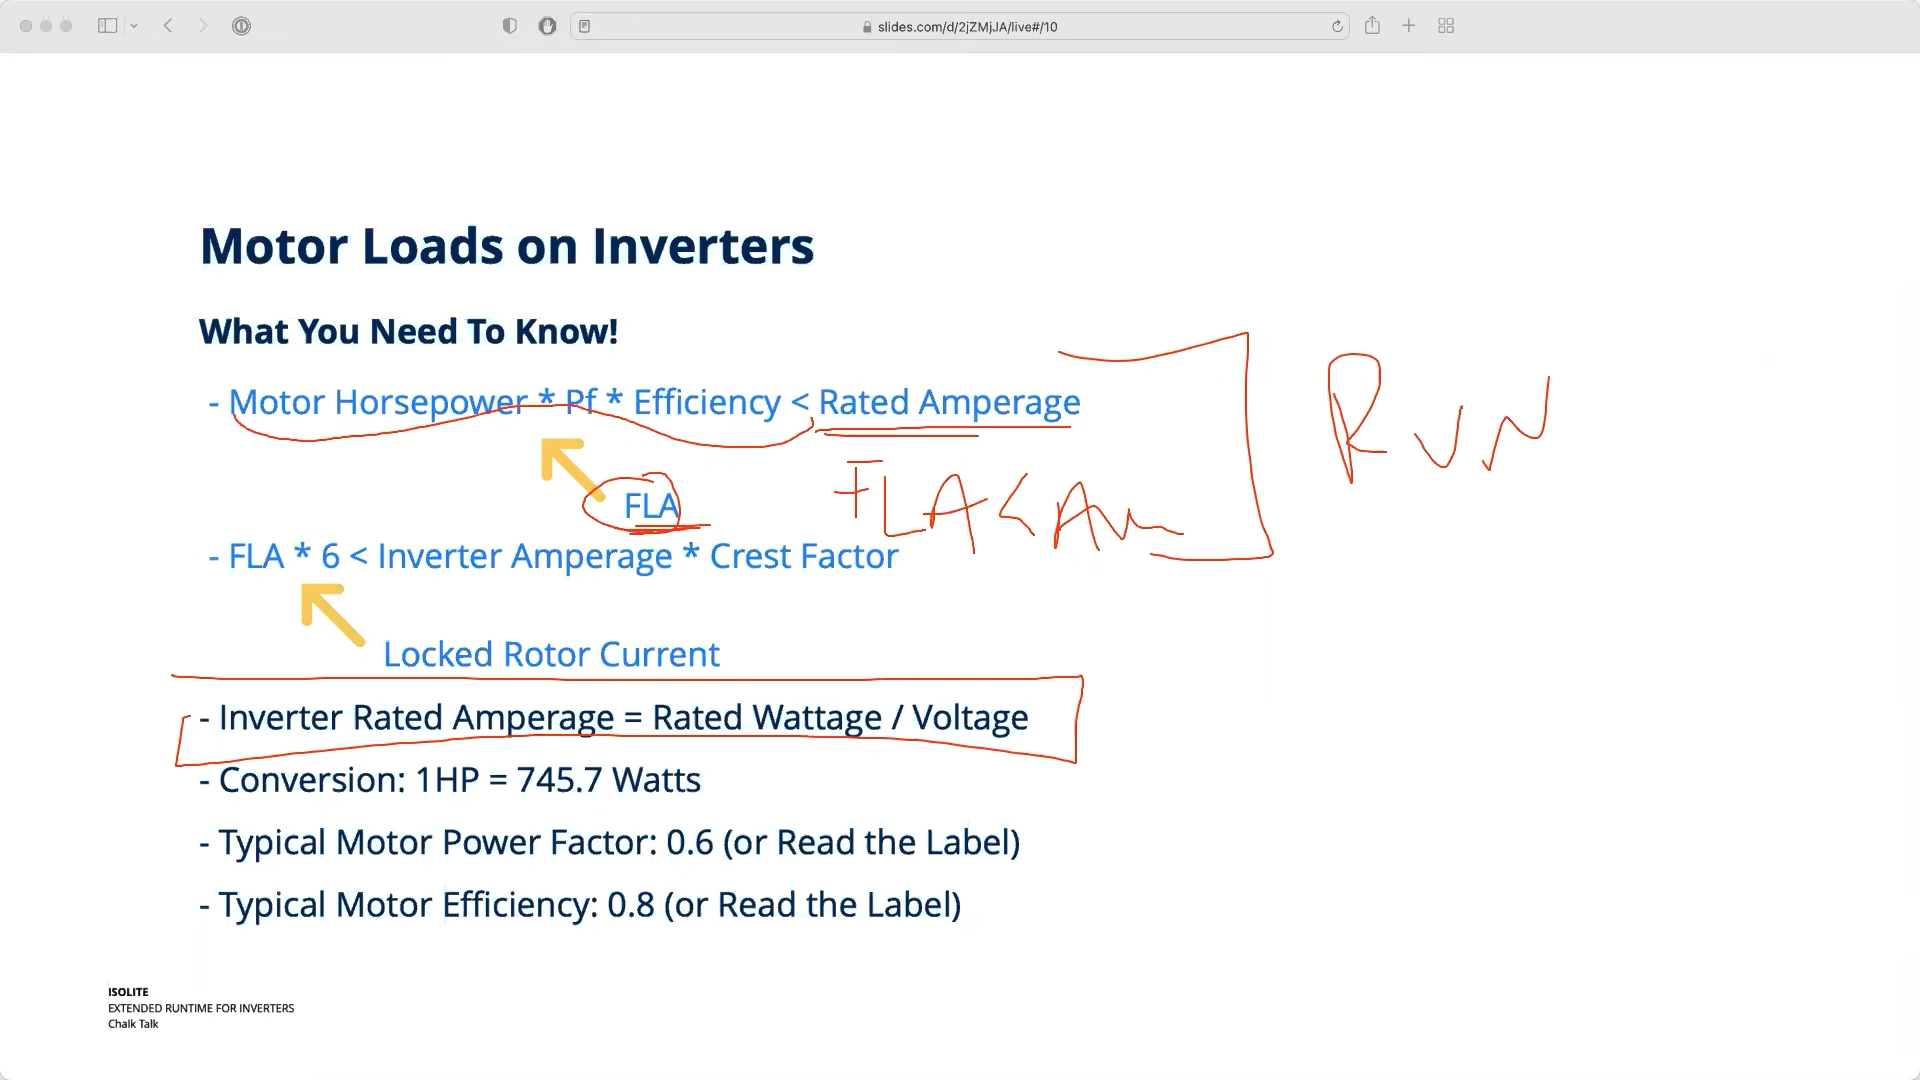 slides.com/d/2jZMjJA/live#/10
Motor Loads on Inverters
What You Need To Know!
- Motor Horsepower * Pf * Efficiency < Rated Amperage
RUN
FLA
FLA < Am
- FLA * 6 < Inverter Amperage * Crest Factor
Locked Rotor Current
- Inverter Rated Amperage = Rated Wattage / Voltage
- Conversion: 1HP = 745.7 Watts
- Typical Motor Power Factor: 0.6 (or Read the Label)
- Typical Motor Efficiency: 0.8 (or Read the Label)
ISOLITE
EXTENDED RUNTIME FOR INVERTERS
Chalk Talk